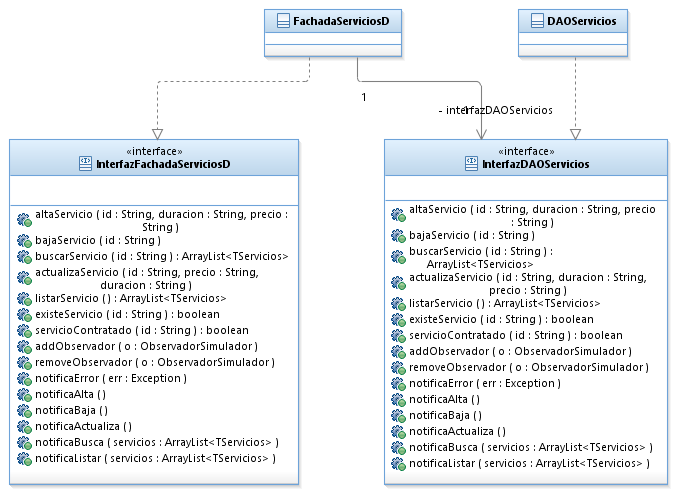 FachadaServiciosD
DAOServicios
1
- interfazDAOServicios
1
«interface»
InterfazFachadaServiciosD
altaServicio ( id : String, duracion : String, precio :
String )
bajaServicio ( id : String )
buscarServicio ( id : String ) : ArrayList<TServicios>
actualizaServicio ( id : String, precio : String,
duracion : String )
listarServicio ( ) : ArrayList<TServicios>
existeServicio ( id : String ) : boolean
servicioContratado ( id : String ) : boolean
addObservador ( o : ObservadorSimulador )
removeObservador ( o : ObservadorSimulador )
notificaError ( err : Exception )
notificaAlta ( )
notificaBaja ( )
notificaActualiza ( )
notificaBusca ( servicios : ArrayList<TServicios> )
notificaListar ( servicios : ArrayList<TServicios> )
«interface»
InterfazDAOServicios
altaServicio ( id : String, duracion : String, precio
: String )
bajaServicio ( id : String )
buscarServicio ( id : String ) :
ArrayList<TServicios>
actualizaServicio ( id : String, duracion : String,
precio : String )
listarServicio ( ) : ArrayList<TServicios>
existeServicio ( id : String ) : boolean
servicioContratado ( id : String ) : boolean
addObservador ( o : ObservadorSimulador )
removeObservador ( o : ObservadorSimulador )
notificaError ( err : Exception )
notificaAlta ( )
notificaBaja ( )
notificaActualiza ( )
notificaBusca ( servicios : ArrayList<TServicios> )
notificaListar ( servicios : ArrayList<TServicios> )